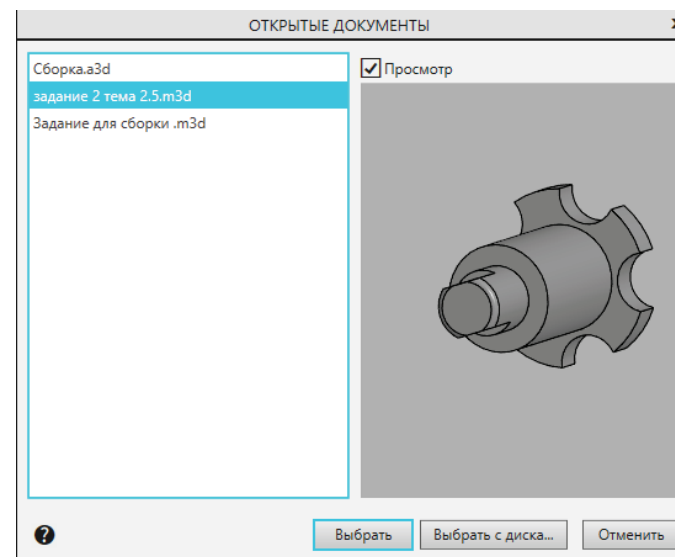 ОТКРЫТЫЕ ДОКУМЕНТЫ
Сборка.a3d
задание 2 тема 2.5.m3d
Задание для сборки .m3d
Просмотр
Выбрать
Выбрать с диска...
Отменить